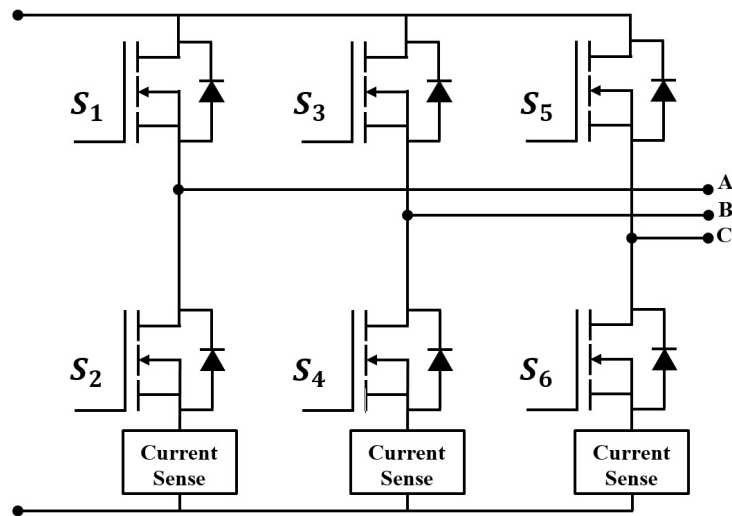 S1
S3
S5
A
B
C
S2
S4
S6
Current
Sense
Current
Sense
Current
Sense